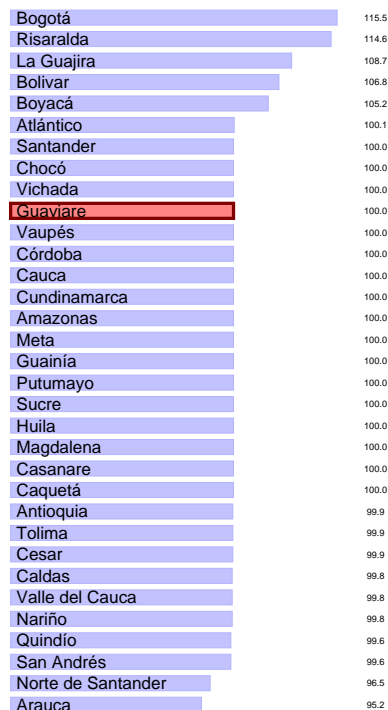 Bogotá 115.5
Risaralda 114.6
La Guajira 108.7
Bolivar 106.8
Boyacá 105.2
Atlántico 100.1
Santander 100.0
Chocó 100.0
Vichada 100.0
Guaviare 100.0
Vaupés 100.0
Córdoba 100.0
Cauca 100.0
Cundinamarca 100.0
Amazonas 100.0
Meta 100.0
Guainía 100.0
Putumayo 100.0
Sucre 100.0
Huila 100.0
Magdalena 100.0
Casanare 100.0
Caquetá 100.0
Antioquia 99.9
Tolima 99.9
Cesar 99.9
Caldas 99.8
Valle del Cauca 99.8
Nariño 99.8
Quindío 99.6
San Andrés 99.6
Norte de Santander 96.5
Arauca 95.2